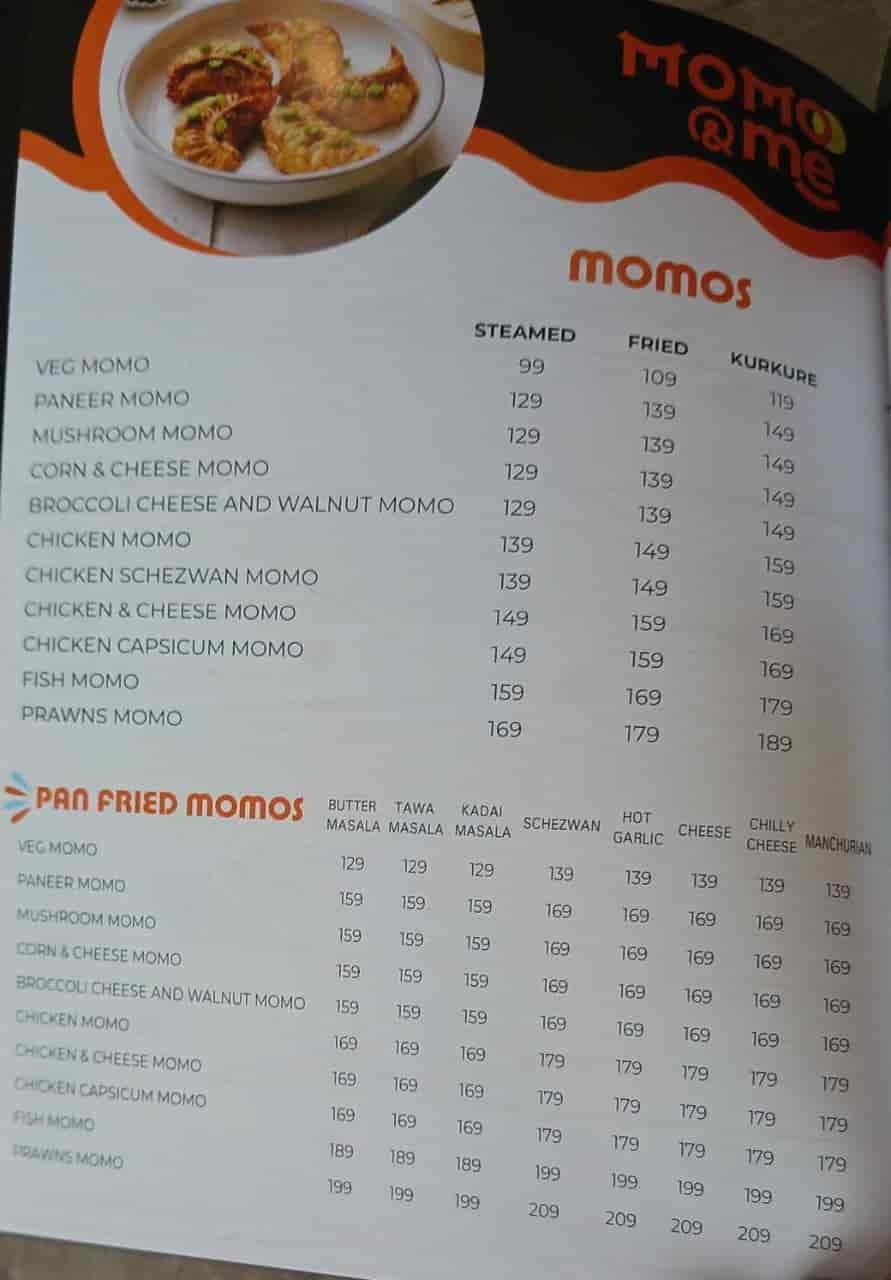 MOMO
& me
momos
STEAMED FRIED KURKURE
VEG MOMO 99 109 119
PANEER MOMO 129 139 149
MUSHROOM MOMO 129 139 149
CORN & CHEESE MOMO 129 139 149
BROCCOLI CHEESE AND WALNUT MOMO 129 139 149
CHICKEN MOMO 139 149 159
CHICKEN SCHEZWAN MOMO 139 149 159
CHICKEN & CHEESE MOMO 149 159 169
CHICKEN CAPSICUM MOMO 149 159 169
FISH MOMO 159 169 179
PRAWNS MOMO 169 179 189
PAN FRIED MOMOS BUTTER MASALA TAWA MASALA KADAI MASALA SCHEZWAN HOT GARLIC CHEESE CHILLY CHEESE MANCHURIAN
VEG MOMO 129 129 129 139 139 139 139 139
PANEER MOMO 159 159 159 169 169 169 169 169
MUSHROOM MOMO 159 159 159 169 169 169 169 169
CORN & CHEESE MOMO 159 159 159 169 169 169 169 169
BROCCOLI CHEESE AND WALNUT MOMO 159 159 159 169 169 169 169 169
CHICKEN MOMO 169 169 169 179 179 179 179 179
CHICKEN & CHEESE MOMO 169 169 169 179 179 179 179 179
CHICKEN CAPSICUM MOMO 169 169 169 179 179 179 179 179
FISH MOMO 189 189 189 199 199 199 199 199
PRAWNS MOMO 199 199 199 209 209 209 209 209